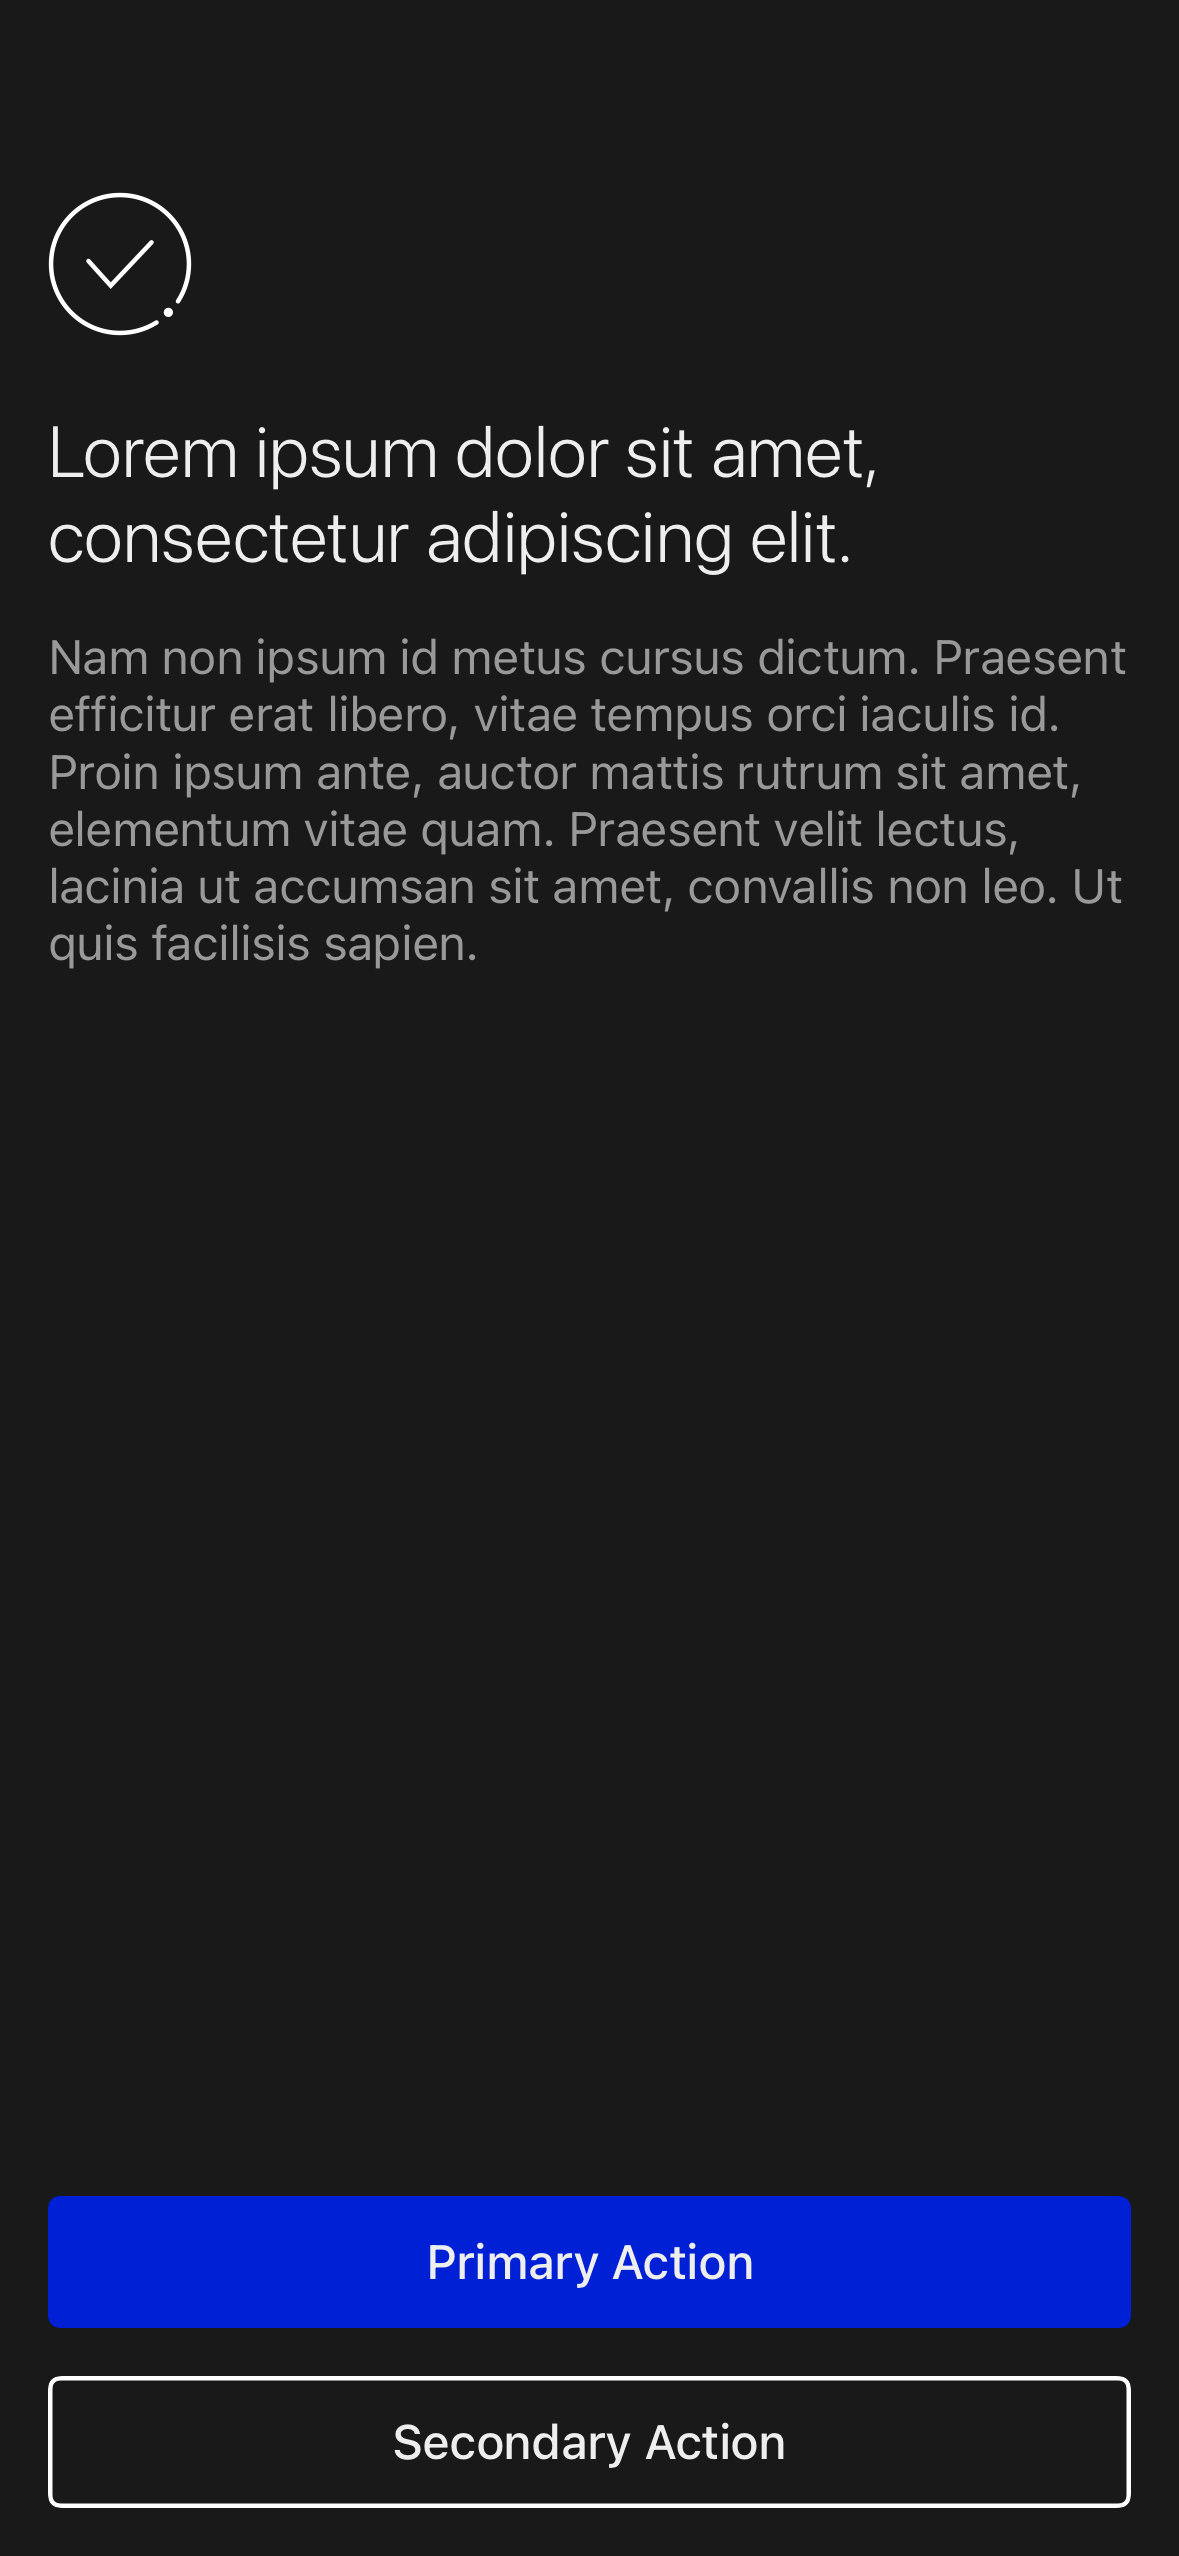 Lorem ipsum dolor sit amet,
consectetur adipiscing elit.
Nam non ipsum id metus cursus dictum. Praesent
efficitur erat libero, vitae tempus orci iaculis id.
Proin ipsum ante, auctor mattis rutrum sit amet,
elementum vitae quam. Praesent velit lectus,
lacinia ut accumsan sit amet, convallis non leo. Ut
quis facilisis sapien.
Primary Action
Secondary Action